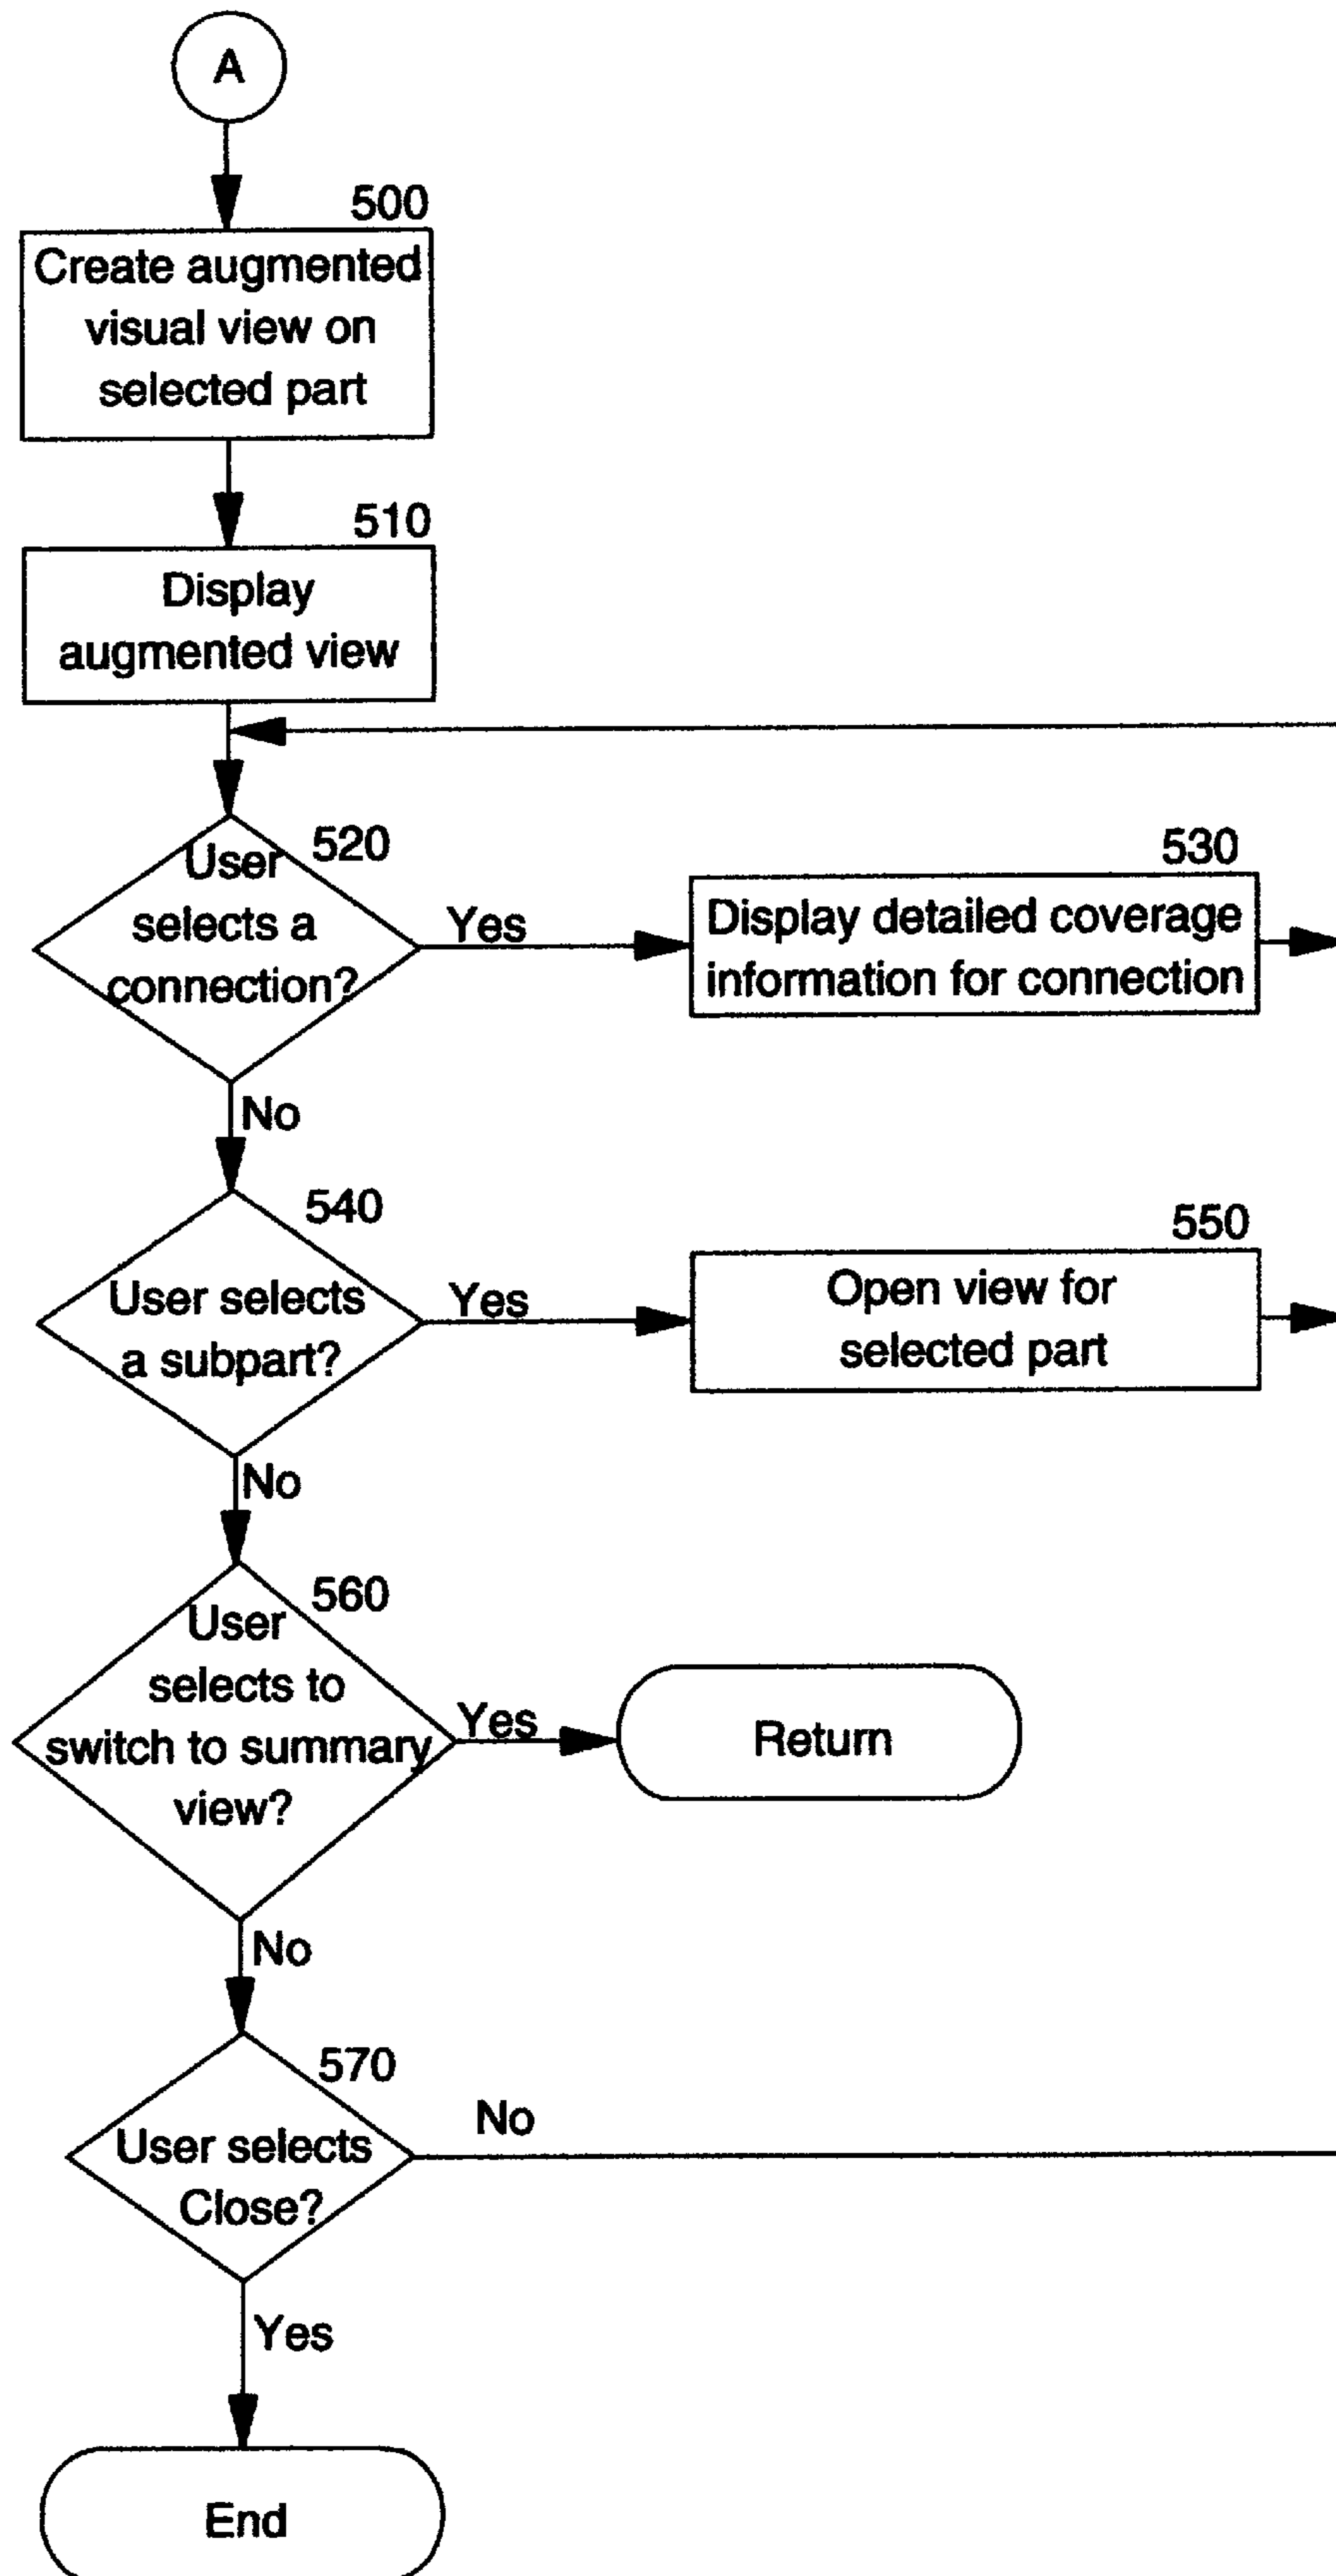 A
500
Create augmented
visual view on
selected part
510
Display
augmented view
520
User
selects a
connection?
Yes
530
Display detailed coverage
information for connection
No
540
User selects
a subpart?
Yes
550
Open view for
selected part
No
560
User
selects to
switch to summary
view?
Yes
Return
No
570
User selects
Close?
No
Yes
End